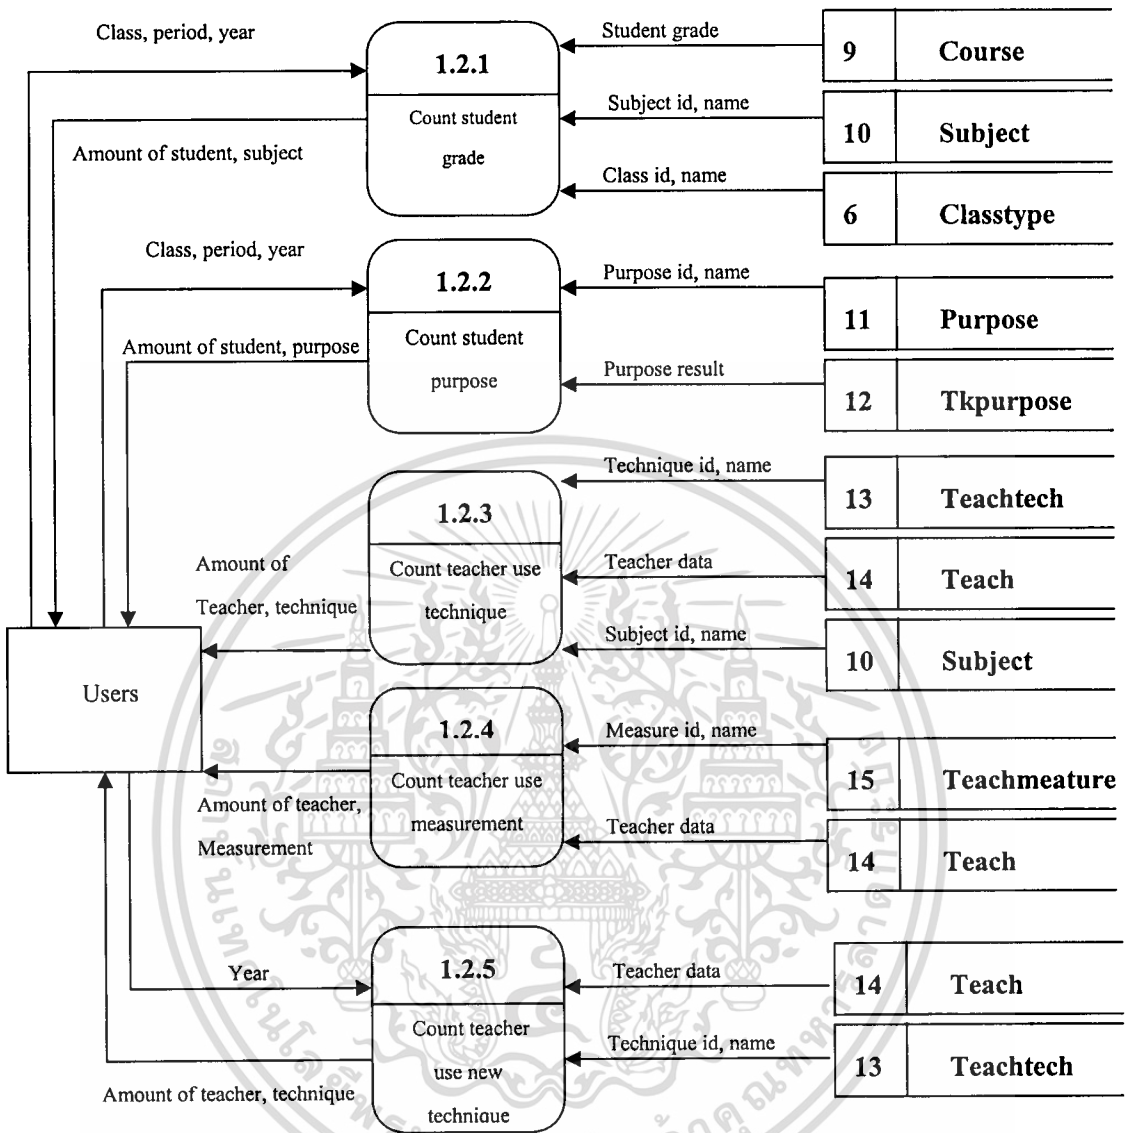 Class, period, year
Amount of student, subject
1.2.1
Count student
grade
Student grade
Subject id, name
Class id, name
9 Course
10 Subject
6 Classtype
Class, period, year
Amount of student, purpose
1.2.2
Count student
purpose
Purpose id, name
Purpose result
11 Purpose
12 Tkpurpose
Amount of
Teacher, technique
1.2.3
Count teacher use
technique
Technique id, name
Teacher data
Subject id, name
13 Teachtech
14 Teach
10 Subject
Users
Amount of teacher,
Measurement
1.2.4
Count teacher use
measurement
Measure id, name
Teacher data
15 Teachmeature
14 Teach
Year
Amount of teacher, technique
1.2.5
Count teacher
use new
technique
Teacher data
Technique id, name
14 Teach
13 Teachtech